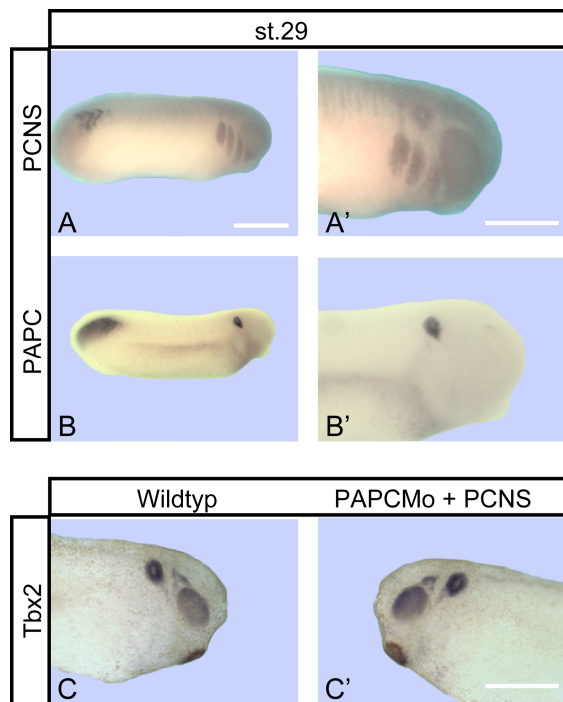 st.29
PCNS
A
A'
PAPC
B
B'
Wildtyp
PAPCMo + PCNS
Tbx2
C
C'